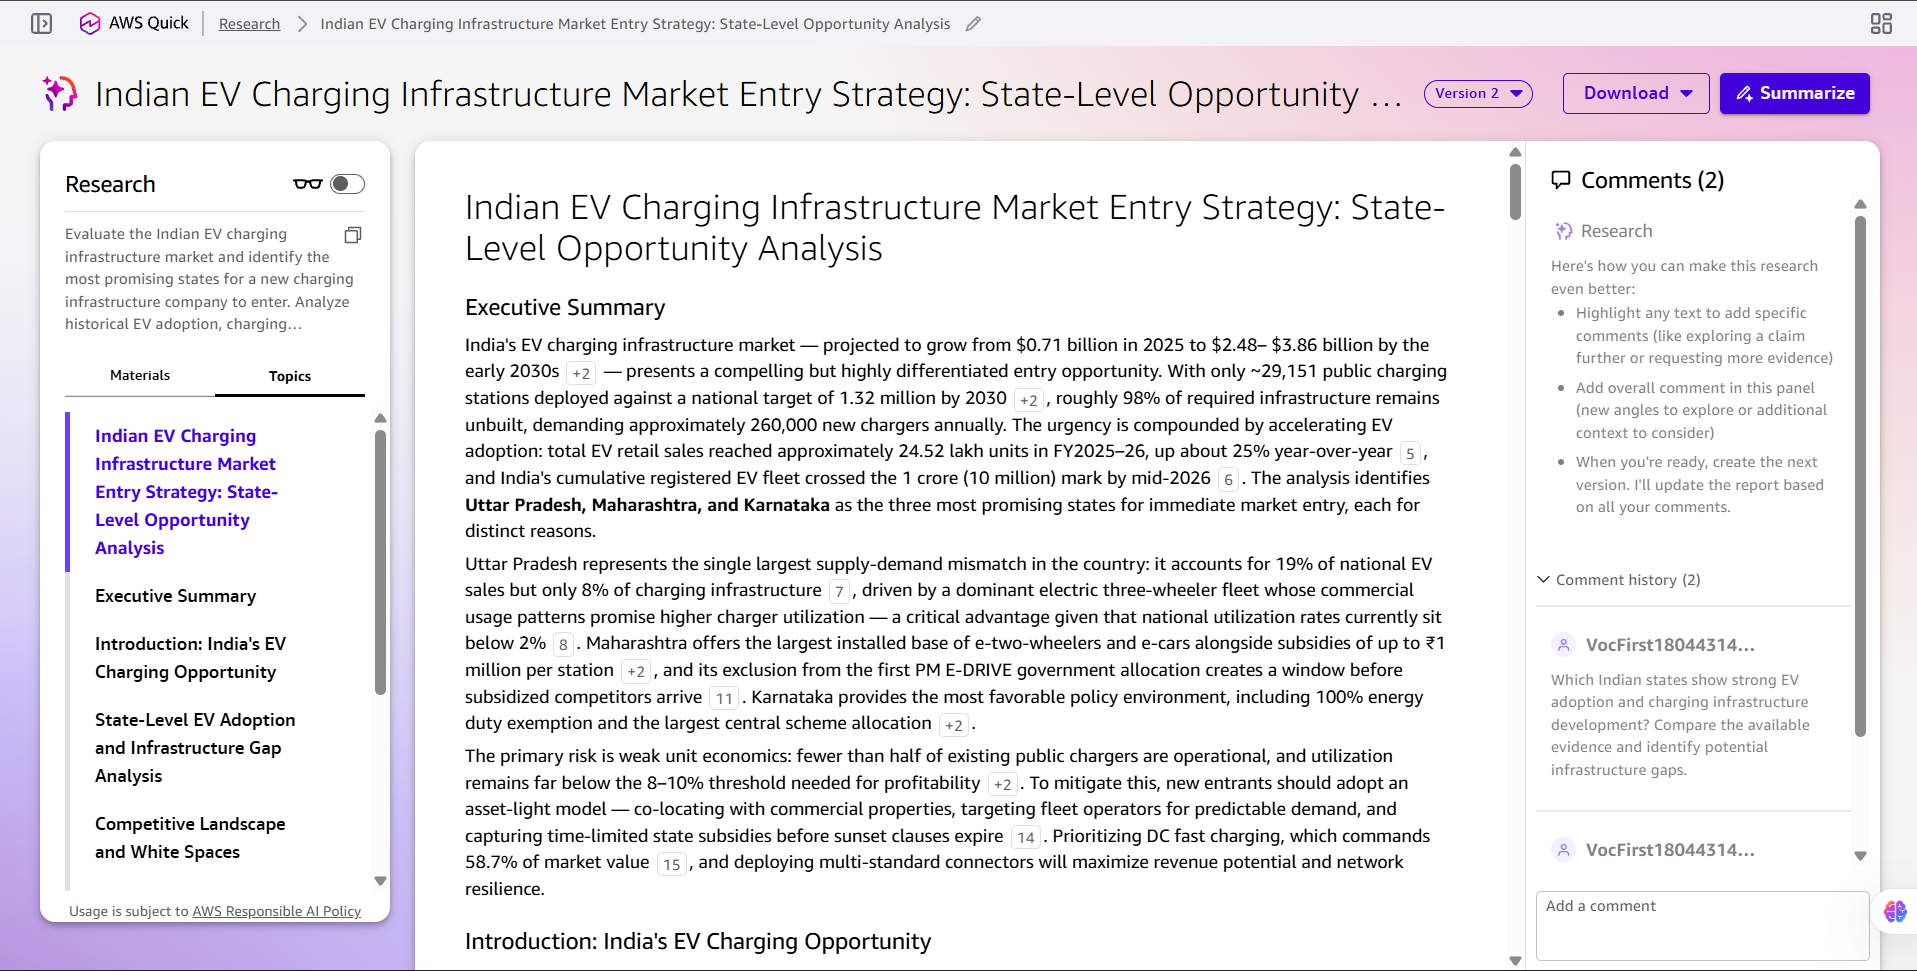 AWS Quick
Research
Indian EV Charging Infrastructure Market Entry Strategy: State-Level Opportunity Analysis
Indian EV Charging Infrastructure Market Entry Strategy: State-Level Opportunity ...
Version 2
Download
Summarize
Research
Evaluate the Indian EV charging
infrastructure market and identify the
most promising states for a new charging
infrastructure company to enter. Analyze
historical EV adoption, charging...
Materials
Topics
Indian EV Charging
Infrastructure Market
Entry Strategy: State-
Level Opportunity
Analysis
Executive Summary
Introduction: India's EV
Charging Opportunity
State-Level EV Adoption
and Infrastructure Gap
Analysis
Competitive Landscape
and White Spaces
Usage is subject to AWS Responsible AI Policy
Indian EV Charging Infrastructure Market Entry Strategy: State-
Level Opportunity Analysis
Executive Summary
India's EV charging infrastructure market — projected to grow from $0.71 billion in 2025 to $2.48– $3.86 billion by the
early 2030s +2 — presents a compelling but highly differentiated entry opportunity. With only ~29,151 public charging
stations deployed against a national target of 1.32 million by 2030 +2 , roughly 98% of required infrastructure remains
unbuilt, demanding approximately 260,000 new chargers annually. The urgency is compounded by accelerating EV
adoption: total EV retail sales reached approximately 24.52 lakh units in FY2025–26, up about 25% year-over-year 5 ,
and India's cumulative registered EV fleet crossed the 1 crore (10 million) mark by mid-2026 6 . The analysis identifies
Uttar Pradesh, Maharashtra, and Karnataka as the three most promising states for immediate market entry, each for
distinct reasons.
Uttar Pradesh represents the single largest supply-demand mismatch in the country: it accounts for 19% of national EV
sales but only 8% of charging infrastructure 7 , driven by a dominant electric three-wheeler fleet whose commercial
usage patterns promise higher charger utilization — a critical advantage given that national utilization rates currently sit
below 2% 8 . Maharashtra offers the largest installed base of e-two-wheelers and e-cars alongside subsidies of up to ₹1
million per station +2 , and its exclusion from the first PM E-DRIVE government allocation creates a window before
subsidized competitors arrive 11 . Karnataka provides the most favorable policy environment, including 100% energy
duty exemption and the largest central scheme allocation +2 .
The primary risk is weak unit economics: fewer than half of existing public chargers are operational, and utilization
remains far below the 8–10% threshold needed for profitability +2 . To mitigate this, new entrants should adopt an
asset-light model — co-locating with commercial properties, targeting fleet operators for predictable demand, and
capturing time-limited state subsidies before sunset clauses expire 14 . Prioritizing DC fast charging, which commands
58.7% of market value 15 , and deploying multi-standard connectors will maximize revenue potential and network
resilience.
Introduction: India's EV Charging Opportunity
Comments (2)
Research
Here's how you can make this research
even better:
• Highlight any text to add specific
comments (like exploring a claim
further or requesting more evidence)
• Add overall comment in this panel
(new angles to explore or additional
context to consider)
• When you're ready, create the next
version. I'll update the report based
on all your comments.
Comment history (2)
VocFirst18044314...
Which Indian states show strong EV
adoption and charging infrastructure
development? Compare the available
evidence and identify potential
infrastructure gaps.
VocFirst18044314...
Add a comment